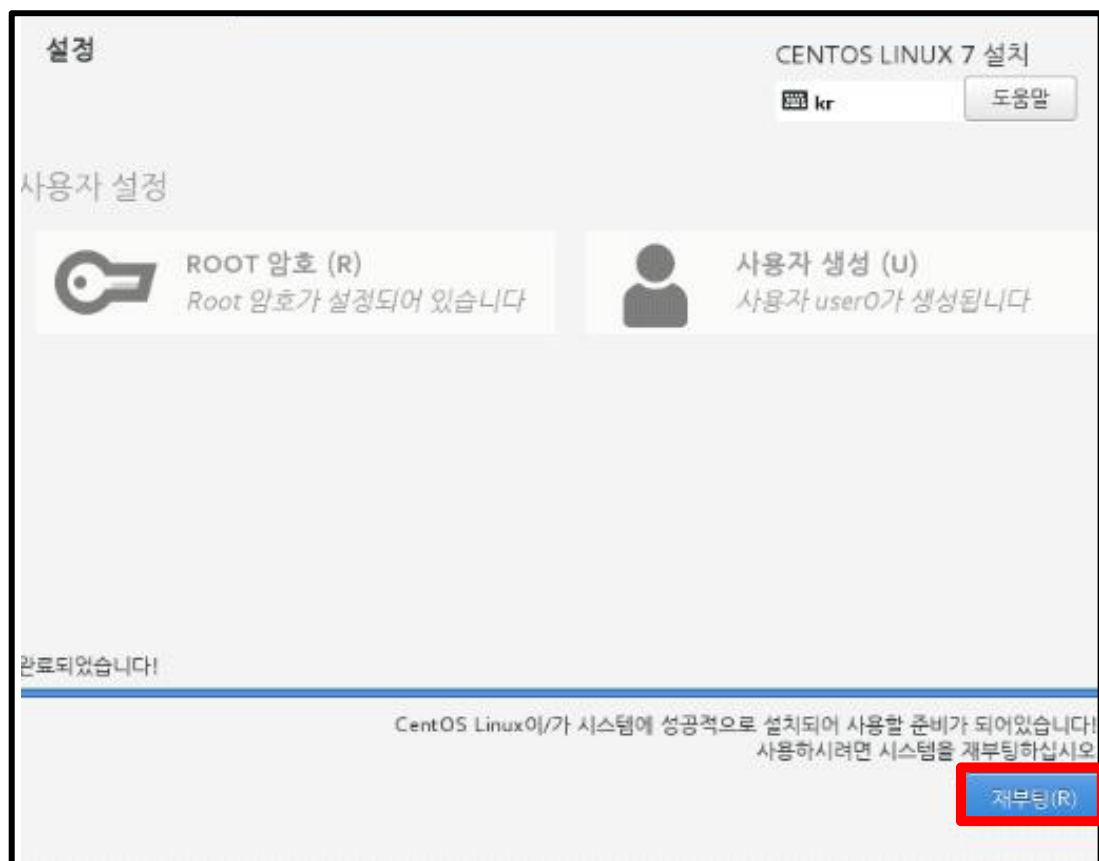 설정
CENTOS LINUX 7 설치
kr
도움말
사용자 설정
ROOT 암호 (R)
Root 암호가 설정되어 있습니다
사용자 생성 (U)
사용자 user0가 생성됩니다
완료되었습니다!
CentOS Linux이/가 시스템에 성공적으로 설치되어 사용할 준비가 되어있습니다!
사용하시려면 시스템을 재부팅하십시오
재부팅(R)